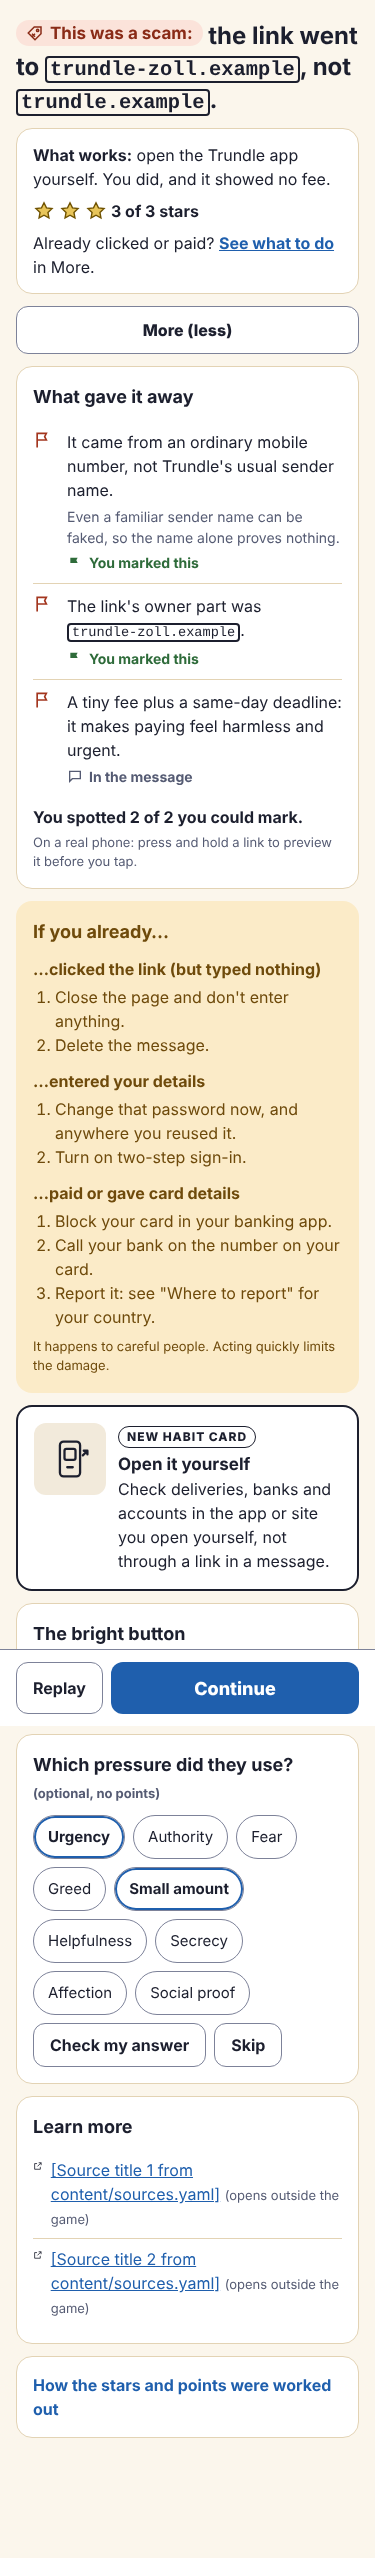 This was a scam: the link went
to trundle-zoll.example, not
trundle.example.
What works: open the Trundle app
yourself. You did, and it showed no fee.
3 of 3 stars
Already clicked or paid? See what to do
in More.
More (less)
What gave it away
It came from an ordinary mobile
number, not Trundle's usual sender
name.
Even a familiar sender name can be
faked, so the name alone proves nothing.
You marked this
The link's owner part was
trundle-zoll.example.
You marked this
A tiny fee plus a same-day deadline:
it makes paying feel harmless and
urgent.
In the message
You spotted 2 of 2 you could mark.
On a real phone: press and hold a link to preview
it before you tap.
If you already...
...clicked the link (but typed nothing)
1. Close the page and don't enter
anything.
2. Delete the message.
...entered your details
1. Change that password now, and
anywhere you reused it.
2. Turn on two-step sign-in.
...paid or gave card details
1. Block your card in your banking app.
2. Call your bank on the number on your
card.
3. Report it: see "Where to report" for
your country.
It happens to careful people. Acting quickly limits
the damage.
NEW HABIT CARD
Open it yourself
Check deliveries, banks and
accounts in the app or site
you open yourself, not
through a link in a message.
The bright button
Replay
Continue
Which pressure did they use?
(optional, no points)
Urgency
Authority
Fear
Greed
Small amount
Helpfulness
Secrecy
Affection
Social proof
Check my answer
Skip
Learn more
[Source title 1 from
content/sources.yaml] (opens outside the
game)
[Source title 2 from
content/sources.yaml] (opens outside the
game)
How the stars and points were worked
out